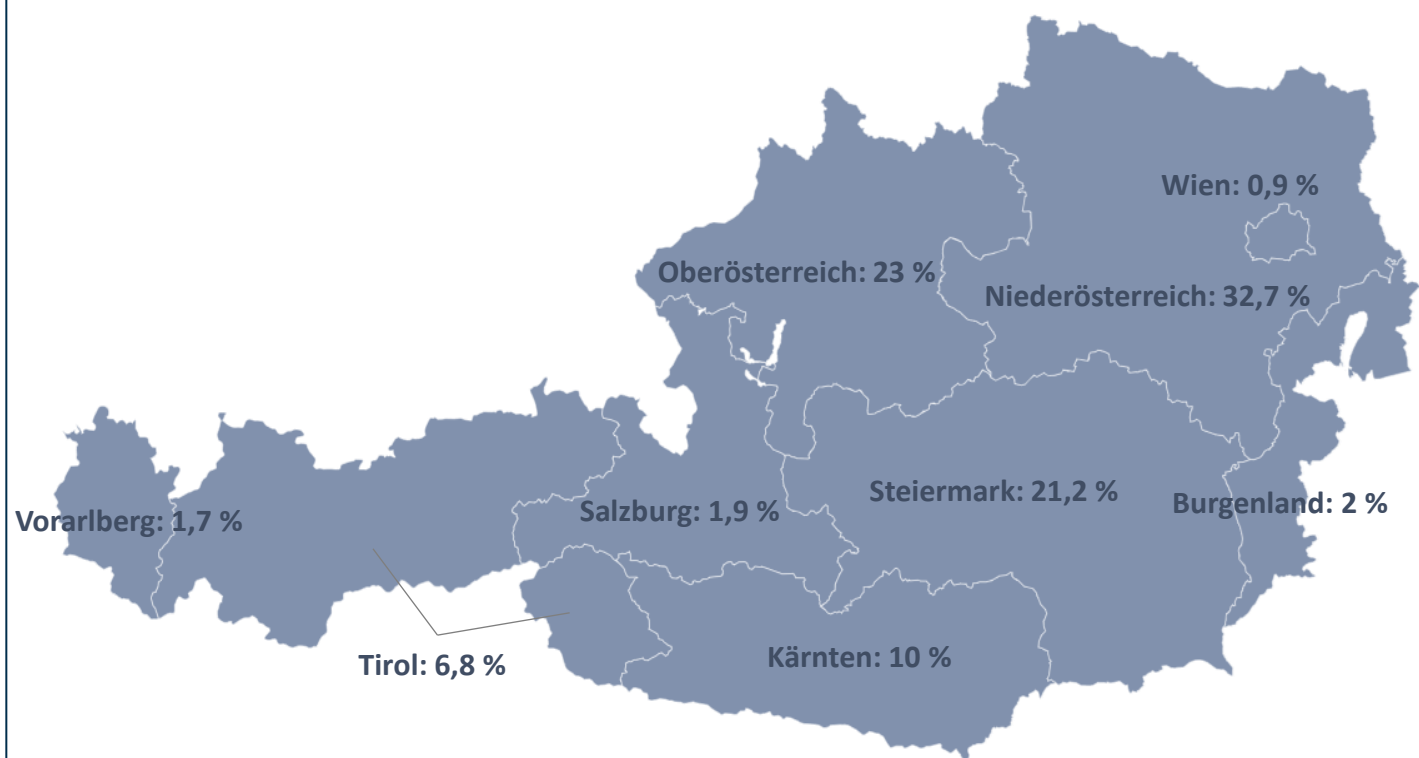 Wien: 0,9 %
Oberösterreich: 23 %
Niederösterreich: 32,7 %
Steiermark: 21,2 %
Burgenland: 2 %
Salzburg: 1,9 %
Vorarlberg: 1,7 %
Kärnten: 10 %
Tirol: 6,8 %